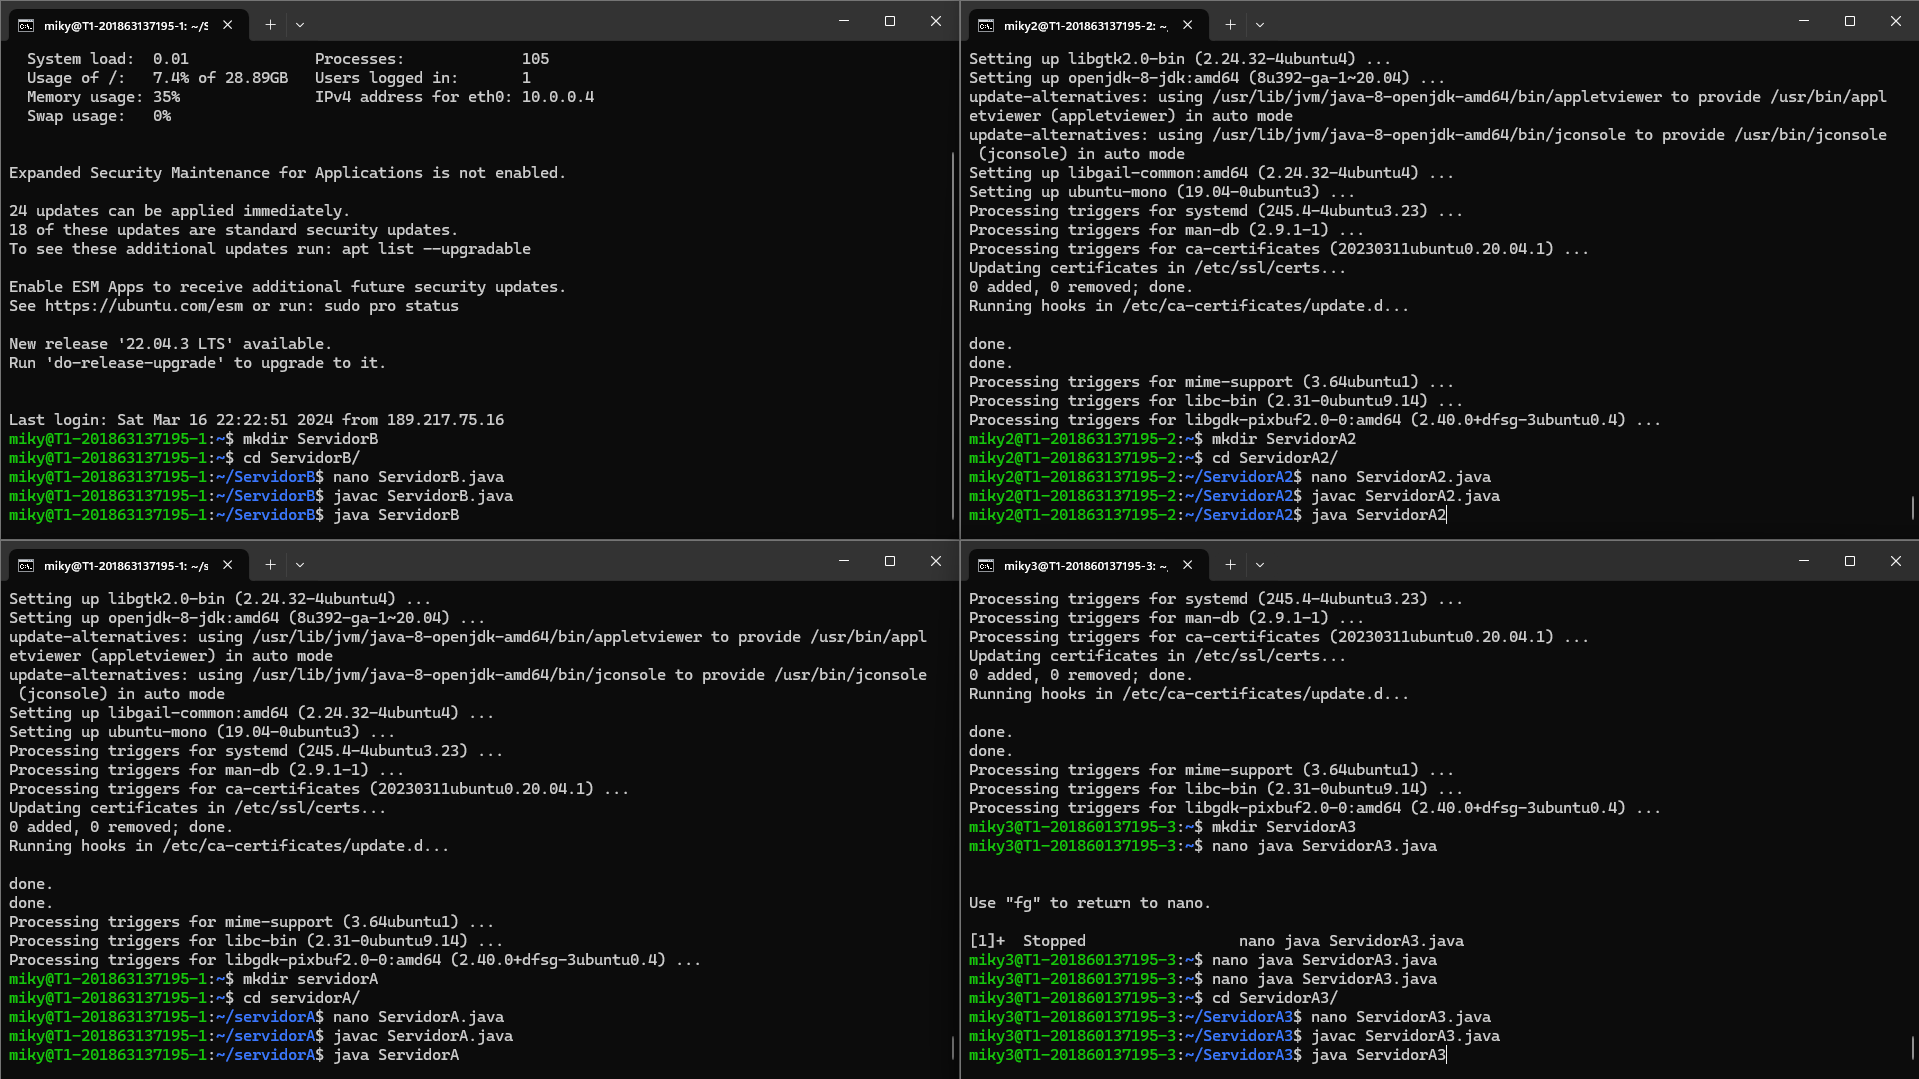 miky@T1-201863137195-1: ~/S
System load:  0.01              Processes:             105
Usage of /:   7.4% of 28.89GB   Users logged in:       1
Memory usage: 35%               IPv4 address for eth0: 10.0.0.4
Swap usage:   0%
Expanded Security Maintenance for Applications is not enabled.
24 updates can be applied immediately.
18 of these updates are standard security updates.
To see these additional updates run: apt list --upgradable
Enable ESM Apps to receive additional future security updates.
See https://ubuntu.com/esm or run: sudo pro status
New release '22.04.3 LTS' available.
Run 'do-release-upgrade' to upgrade to it.
Last login: Sat Mar 16 22:22:51 2024 from 189.217.75.16
miky@T1-201863137195-1:~$ mkdir ServidorB
miky@T1-201863137195-1:~$ cd ServidorB/
miky@T1-201863137195-1:~/ServidorB$ nano ServidorB.java
miky@T1-201863137195-1:~/ServidorB$ javac ServidorB.java
miky@T1-201863137195-1:~/ServidorB$ java ServidorB
miky2@T1-201863137195-2: ~,
Setting up libgtk2.0-bin (2.24.32-4ubuntu4) ...
Setting up openjdk-8-jdk:amd64 (8u392-ga-1~20.04) ...
update-alternatives: using /usr/lib/jvm/java-8-openjdk-amd64/bin/appletviewer to provide /usr/bin/appl
etviewer (appletviewer) in auto mode
update-alternatives: using /usr/lib/jvm/java-8-openjdk-amd64/bin/jconsole to provide /usr/bin/jconsole
(jconsole) in auto mode
Setting up libgail-common:amd64 (2.24.32-4ubuntu4) ...
Setting up ubuntu-mono (19.04-0ubuntu3) ...
Processing triggers for systemd (245.4-4ubuntu3.23) ...
Processing triggers for man-db (2.9.1-1) ...
Processing triggers for ca-certificates (20230311ubuntu0.20.04.1) ...
Updating certificates in /etc/ssl/certs...
0 added, 0 removed; done.
Running hooks in /etc/ca-certificates/update.d...
done.
done.
Processing triggers for mime-support (3.64ubuntu1) ...
Processing triggers for libc-bin (2.31-0ubuntu9.14) ...
Processing triggers for libgdk-pixbuf2.0-0:amd64 (2.40.0+dfsg-3ubuntu0.4) ...
miky2@T1-201863137195-2:~$ mkdir ServidorA2
miky2@T1-201863137195-2:~$ cd ServidorA2/
miky2@T1-201863137195-2:~/ServidorA2$ nano ServidorA2.java
miky2@T1-201863137195-2:~/ServidorA2$ javac ServidorA2.java
miky2@T1-201863137195-2:~/ServidorA2$ java ServidorA2
miky@T1-201863137195-1: ~/s
Setting up libgtk2.0-bin (2.24.32-4ubuntu4) ...
Setting up openjdk-8-jdk:amd64 (8u392-ga-1~20.04) ...
update-alternatives: using /usr/lib/jvm/java-8-openjdk-amd64/bin/appletviewer to provide /usr/bin/appl
etviewer (appletviewer) in auto mode
update-alternatives: using /usr/lib/jvm/java-8-openjdk-amd64/bin/jconsole to provide /usr/bin/jconsole
(jconsole) in auto mode
Setting up libgail-common:amd64 (2.24.32-4ubuntu4) ...
Setting up ubuntu-mono (19.04-0ubuntu3) ...
Processing triggers for systemd (245.4-4ubuntu3.23) ...
Processing triggers for man-db (2.9.1-1) ...
Processing triggers for ca-certificates (20230311ubuntu0.20.04.1) ...
Updating certificates in /etc/ssl/certs...
0 added, 0 removed; done.
Running hooks in /etc/ca-certificates/update.d...
done.
done.
Processing triggers for mime-support (3.64ubuntu1) ...
Processing triggers for libc-bin (2.31-0ubuntu9.14) ...
Processing triggers for libgdk-pixbuf2.0-0:amd64 (2.40.0+dfsg-3ubuntu0.4) ...
miky@T1-201863137195-1:~$ mkdir servidorA
miky@T1-201863137195-1:~$ cd servidorA/
miky@T1-201863137195-1:~/servidorA$ nano ServidorA.java
miky@T1-201863137195-1:~/servidorA$ javac ServidorA.java
miky@T1-201863137195-1:~/servidorA$ java ServidorA
miky3@T1-201860137195-3: ~,
Processing triggers for systemd (245.4-4ubuntu3.23) ...
Processing triggers for man-db (2.9.1-1) ...
Processing triggers for ca-certificates (20230311ubuntu0.20.04.1) ...
Updating certificates in /etc/ssl/certs...
0 added, 0 removed; done.
Running hooks in /etc/ca-certificates/update.d...
done.
done.
Processing triggers for mime-support (3.64ubuntu1) ...
Processing triggers for libc-bin (2.31-0ubuntu9.14) ...
Processing triggers for libgdk-pixbuf2.0-0:amd64 (2.40.0+dfsg-3ubuntu0.4) ...
miky3@T1-201860137195-3:~$ mkdir ServidorA3
miky3@T1-201860137195-3:~$ nano java ServidorA3.java
Use "fg" to return to nano.
[1]+  Stopped                 nano java ServidorA3.java
miky3@T1-201860137195-3:~$ nano java ServidorA3.java
miky3@T1-201860137195-3:~$ nano java ServidorA3.java
miky3@T1-201860137195-3:~$ cd ServidorA3/
miky3@T1-201860137195-3:~/ServidorA3$ nano ServidorA3.java
miky3@T1-201860137195-3:~/ServidorA3$ javac ServidorA3.java
miky3@T1-201860137195-3:~/ServidorA3$ java ServidorA3